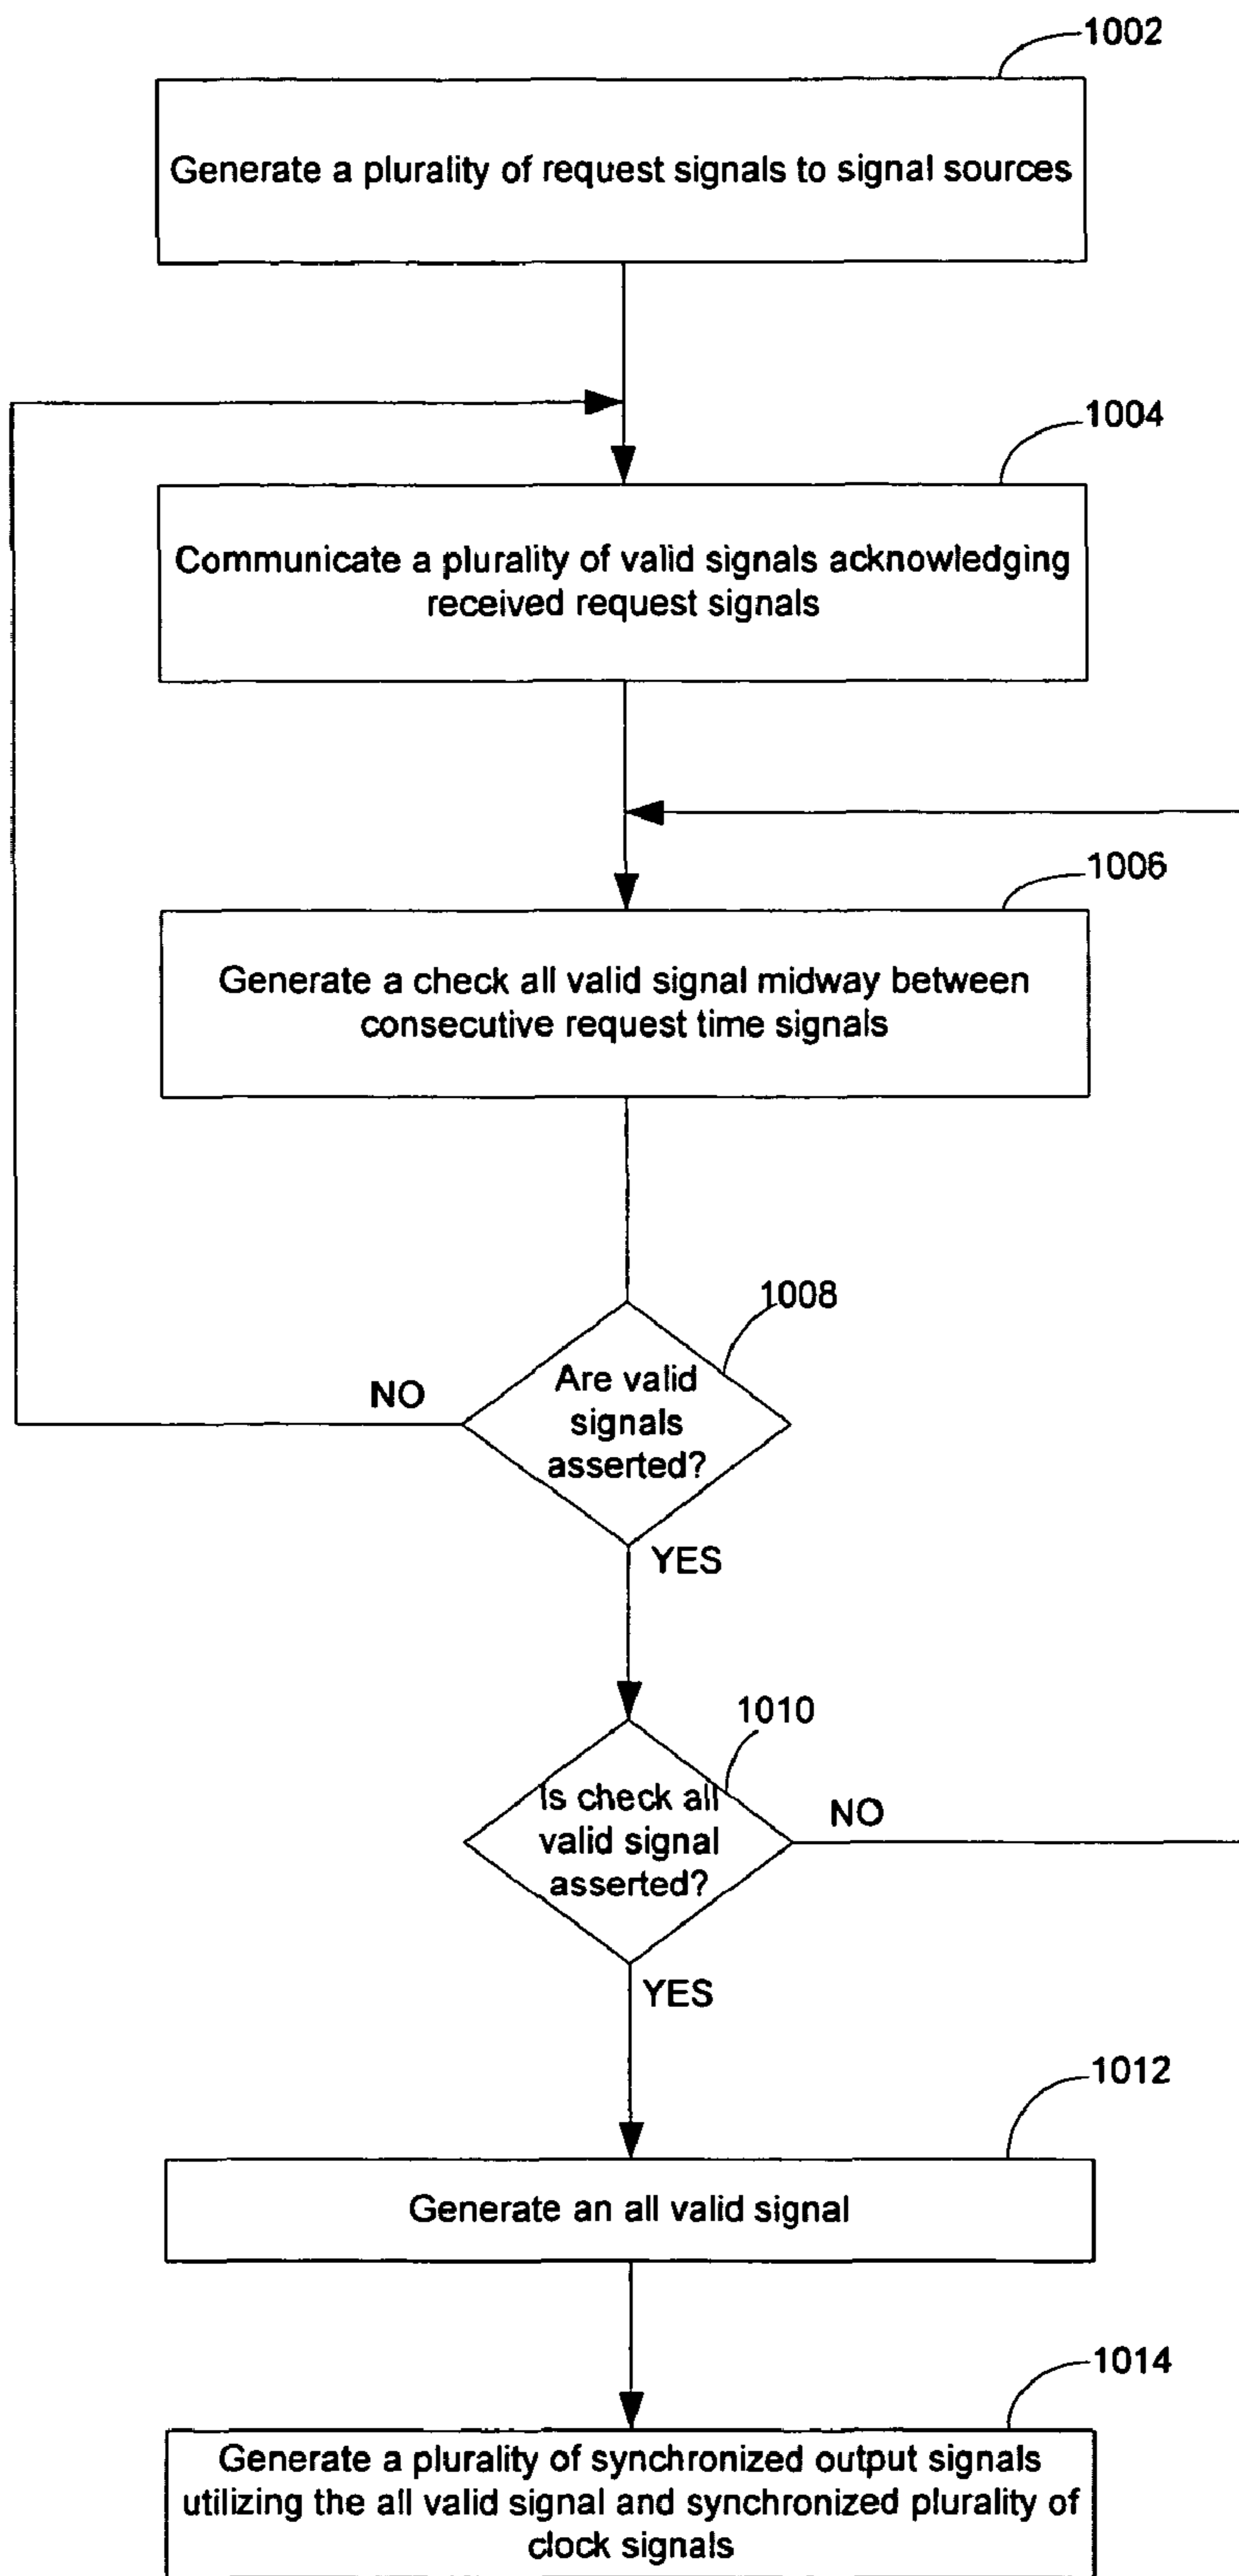 1002
Generate a plurality of request signals to signal sources
1004
Communicate a plurality of valid signals acknowledging
received request signals
1006
Generate a check all valid signal midway between
consecutive request time signals
1008
Are valid
signals
asserted?
NO
YES
1010
Is check all
valid signal
asserted?
NO
YES
1012
Generate an all valid signal
1014
Generate a plurality of synchronized output signals
utilizing the all valid signal and synchronized plurality of
clock signals